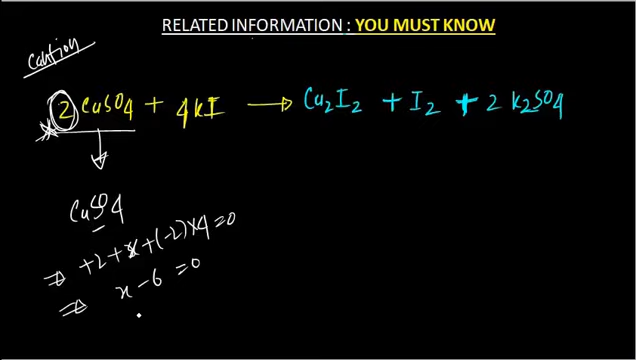 RELATED INFORMATION : YOU MUST KNOW
Caution
2 CuSO4 + 4KI → Cu2I2 + I2 + 2 K2SO4
CuSO4
⇒ +2 + x + (-2) × 4 = 0
⇒ x - 6 = 0